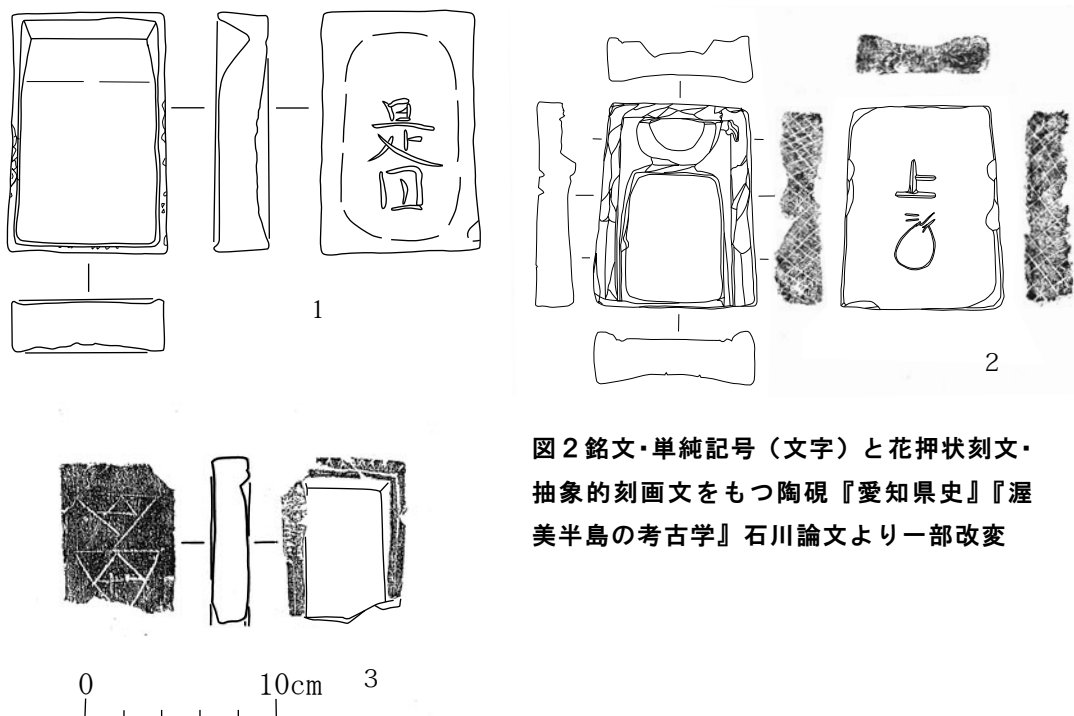 1
上
2
図2銘文・単純記号（文字）と花押状刻文・
抽象的刻画文をもつ陶硯『愛知県史』『渥
美半島の考古学』石川論文より一部改変
0 10cm 3